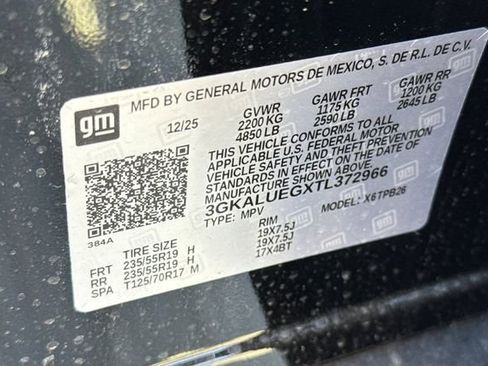 gm
MFD BY GENERAL MOTORS DE MEXICO, S. DE R.L. DE C.V.
12/25 GVWR GAWR FRT GAWR RR
2200 KG 1175 KG 1200 KG
4850 LB 2590 LB 2645 LB
THIS VEHICLE CONFORMS TO ALL
APPLICABLE U.S. FEDERAL MOTOR
VEHICLE SAFETY AND THEFT PREVENTION
STANDARDS IN EFFECT ON THE DATE OF
MANUFACTURE SHOWN ABOVE.
3GKALUEGXTL372966
TYPE: MPV MODEL: X6TPB26
384A
TIRE SIZE RIM
FRT 235/55R19 H 19X7.5J
RR 235/55R19 H 19X7.5J
SPA T125/70R17 M 17X4BT